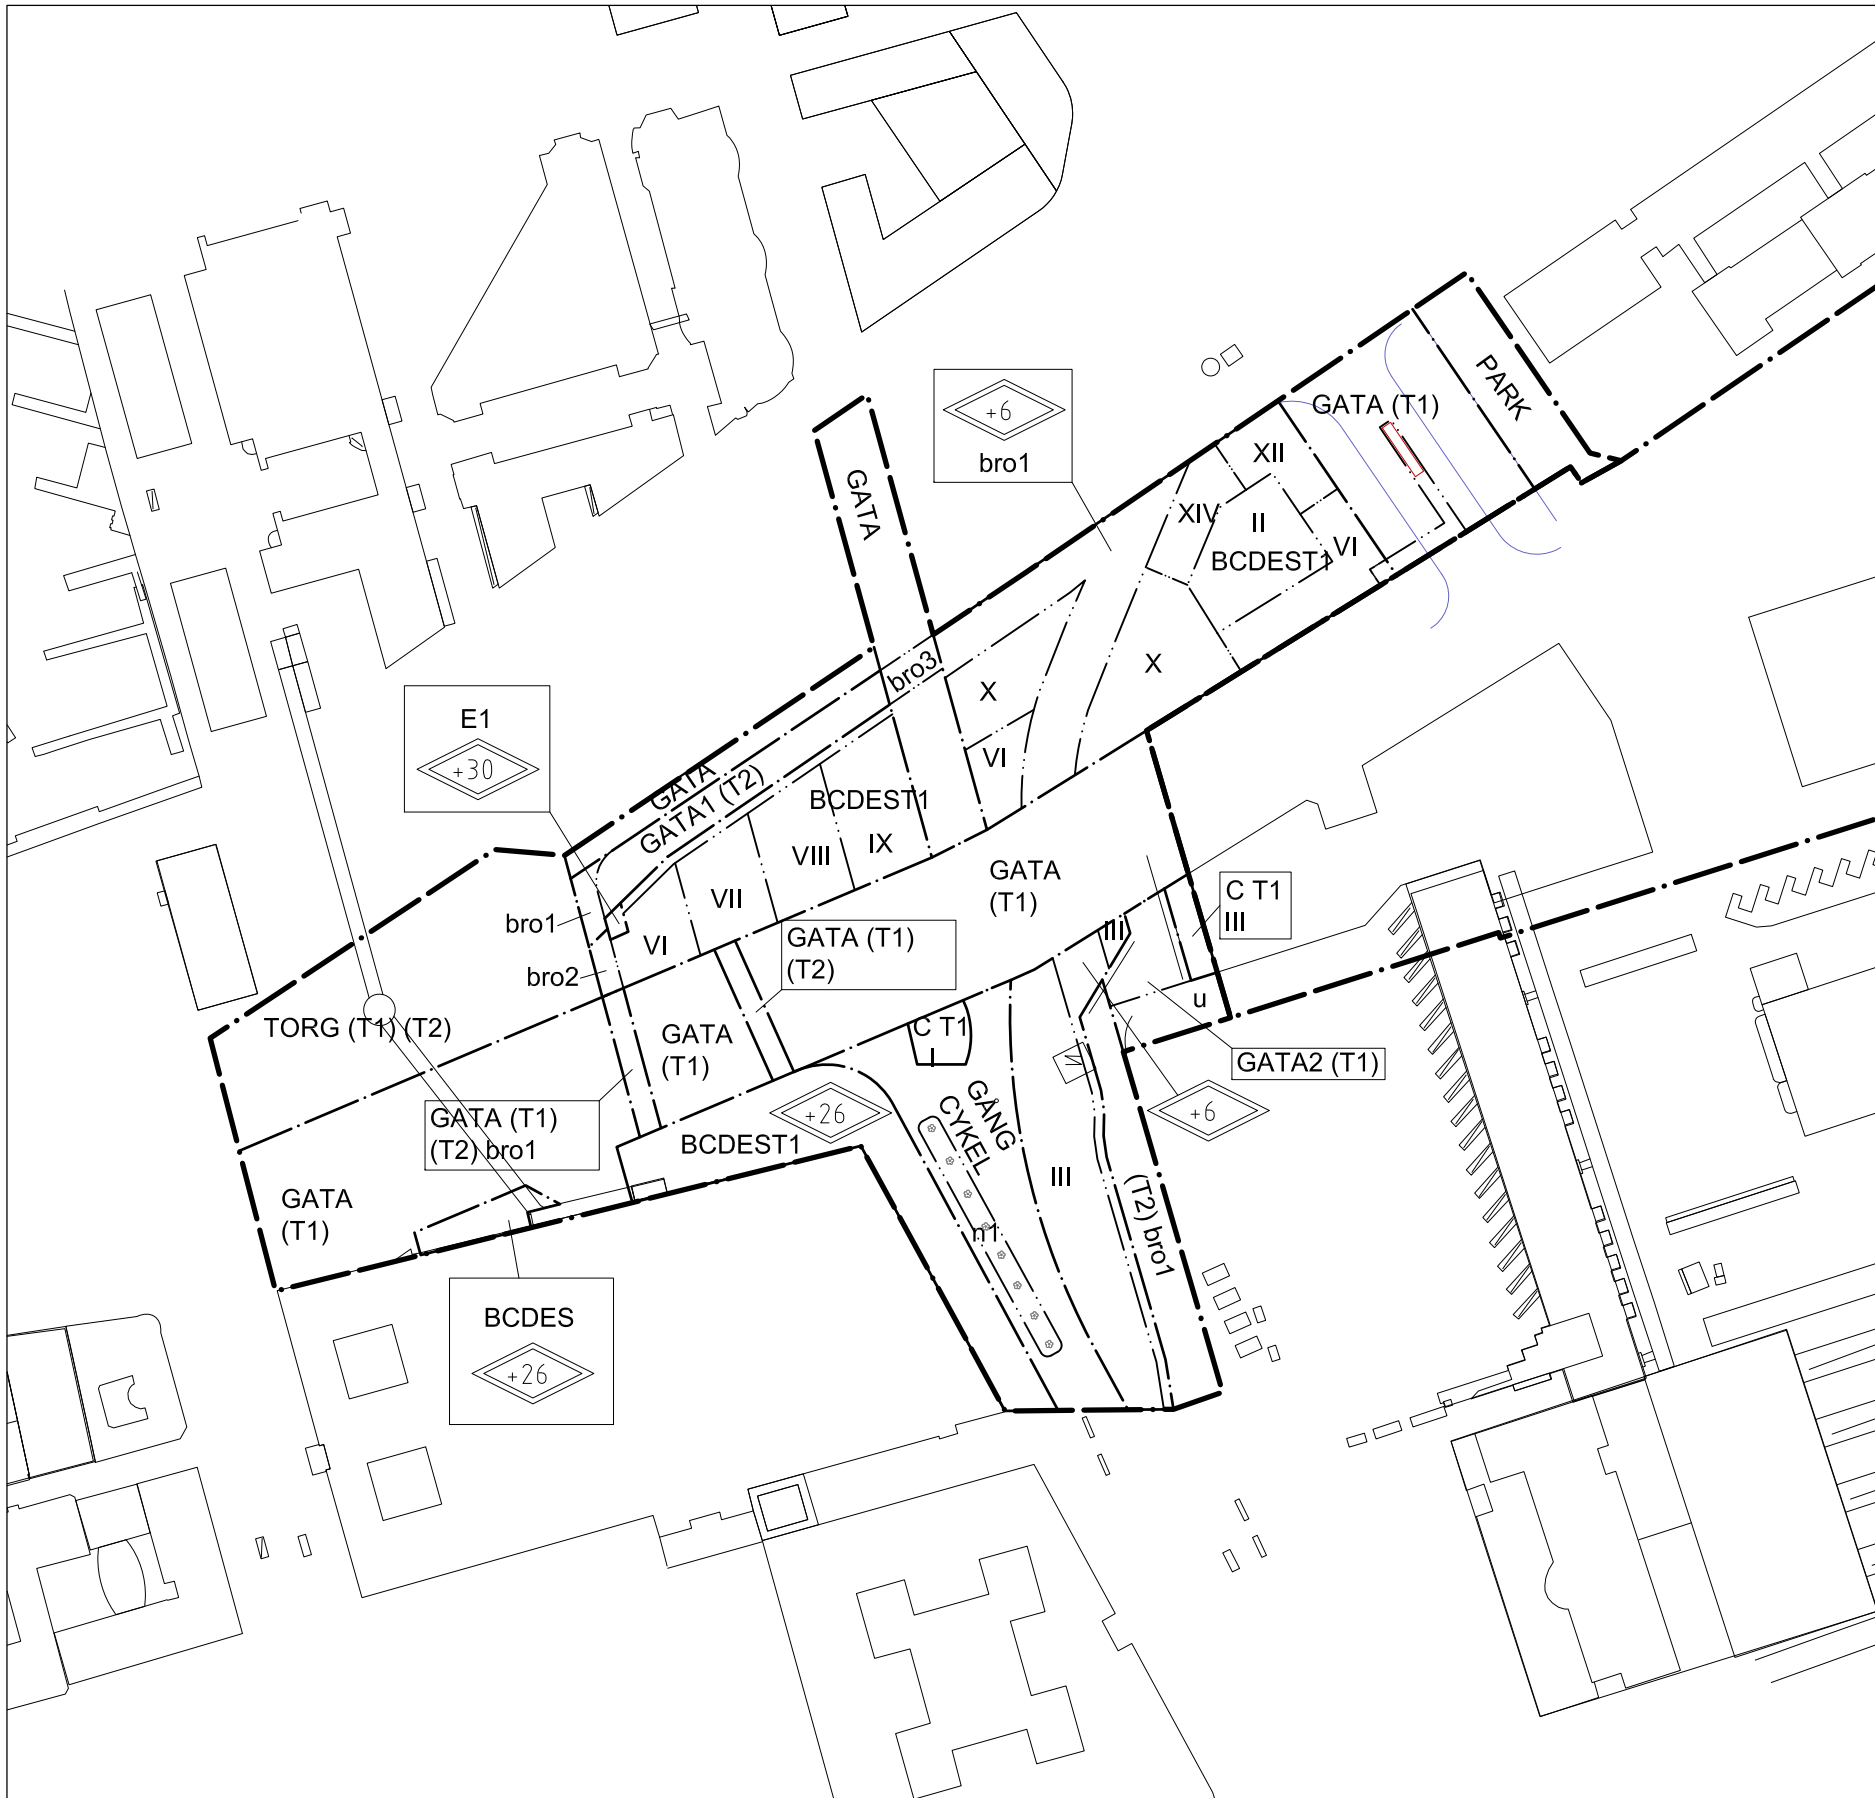 PARK
GATA (T1)
+6
bro1
XII
XIV
II
VI
BCDEST1
GATA
X
bro3
X
VI
E1
+30
GATA
GATA1 (T2)
BCDEST1
IX
VIII
VII
VI
GATA
(T1)
C T1
III
III
bro1
bro2
GATA (T1)
(T2)
u
TORG (T1) (T2)
GATA
(T1)
C T1
I
GATA2 (T1)
+6
+26
GATA (T1)
(T2) bro1
BCDEST1
GÅNG
CYKEL
III
(T2) bro1
GATA
(T1)
n1
BCDES
+26